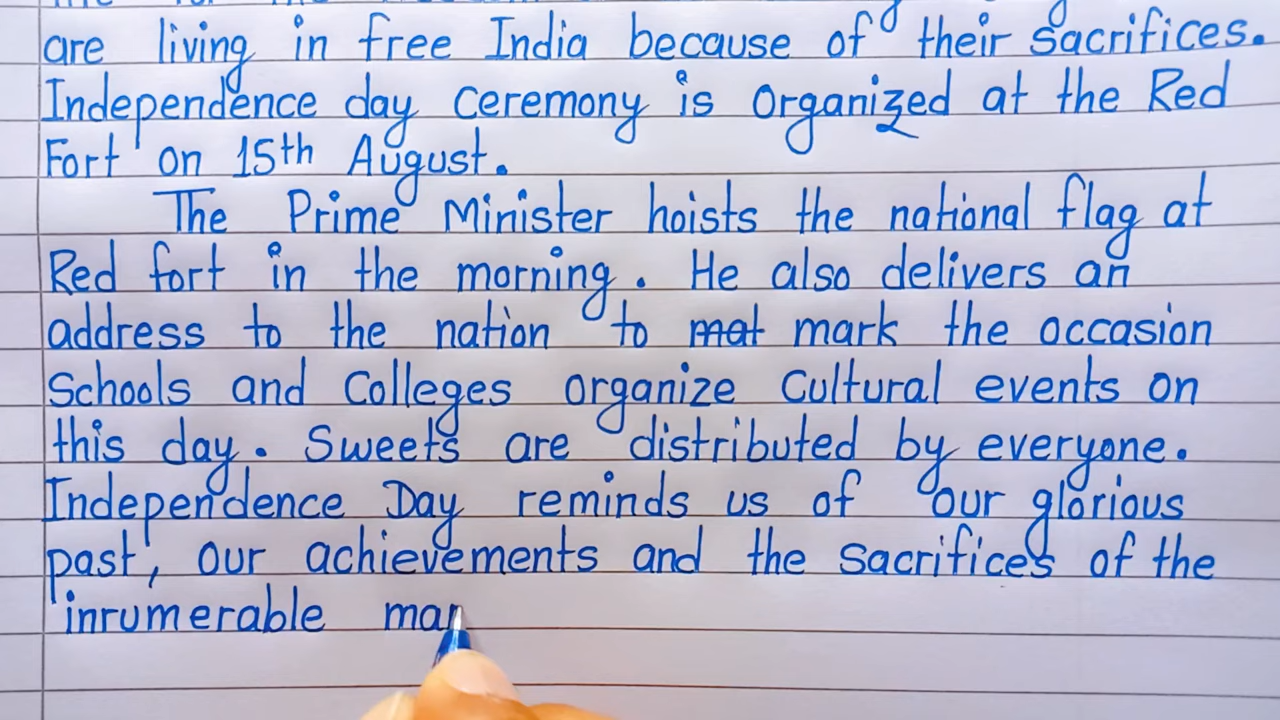 are living in free India because of their sacrifices.
Independence day ceremony is organized at the Red
Fort on 15th August.
The Prime Minister hoists the national flag at
Red fort in the morning. He also delivers an
address to the nation to mat mark the occasion
Schools and Colleges organize Cultural events on
this day. Sweets are distributed by everyone.
Independence Day reminds us of our glorious
past, our achievements and the sacrifices of the
inrumerable mar